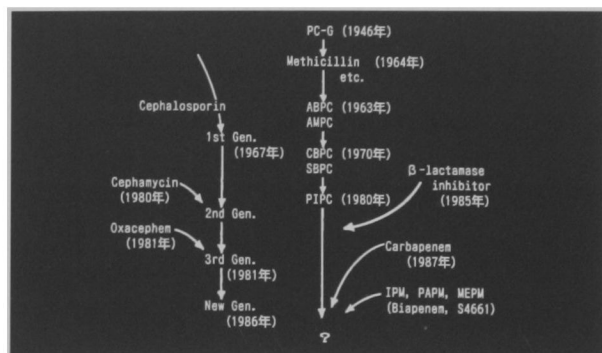 PC-G (1946年)
Methicillin (1964年)
etc.
Cephalosporin
ABPC (1963年)
AMPC
1st Gen.
(1967年)
CBPC (1970年)
SBPC
β-lactamase
inhibitor
(1985年)
Cephamycin
(1980年)
2nd Gen.
PIPC (1980年)
Oxacephem
(1981年)
3rd Gen.
(1981年)
Carbapenem
(1987年)
New Gen.
(1986年)
IPM, PAPM, MEPM
(Biapenem, S4661)
?